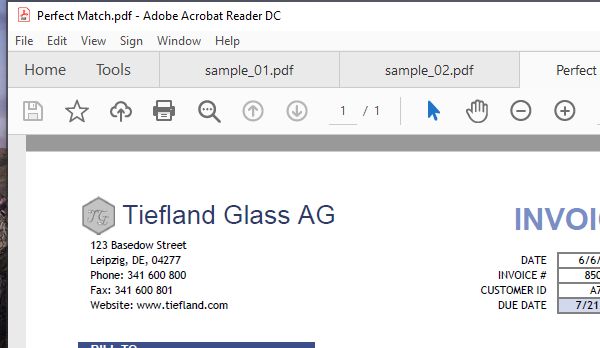 Perfect Match.pdf - Adobe Acrobat Reader DC
File Edit View Sign Window Help
Home Tools sample_01.pdf sample_02.pdf Perfect
1 / 1
TG
Tiefland Glass AG
INVOI
123 Basedow Street
Leipzig, DE, 04277
DATE 6/6/
Phone: 341 600 800
INVOICE # 850
Fax: 341 600 801
CUSTOMER ID A7
Website: www.tiefland.com
DUE DATE 7/21
BILL TO